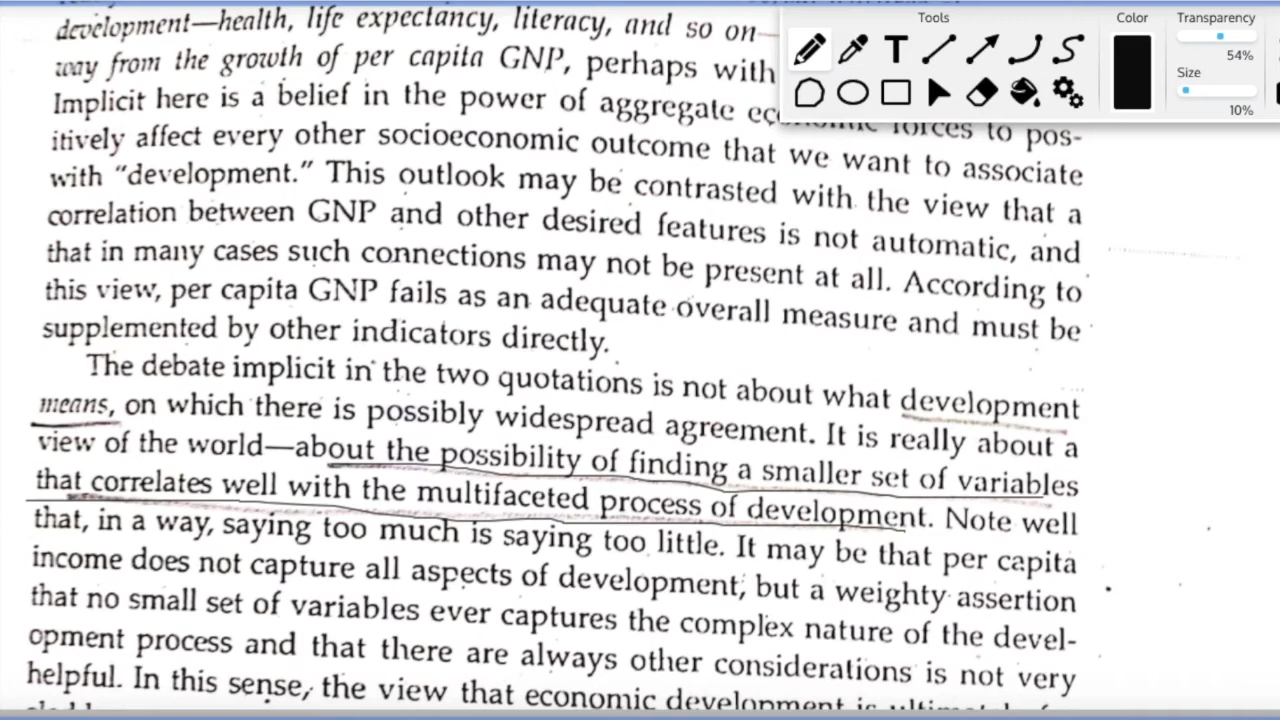 development—health, life expectancy, literacy, and so on—
way from the growth of per capita GNP, perhaps with
Implicit here is a belief in the power of aggregate economic forces to pos-
itively affect every other socioeconomic outcome that we want to associate
with “development.” This outlook may be contrasted with the view that a
correlation between GNP and other desired features is not automatic, and
that in many cases such connections may not be present at all. According to
this view, per capita GNP fails as an adequate overall measure and must be
supplemented by other indicators directly.
The debate implicit in the two quotations is not about what development
means, on which there is possibly widespread agreement. It is really about a
view of the world—about the possibility of finding a smaller set of variables
that correlates well with the multifaceted process of development. Note well
that, in a way, saying too much is saying too little. It may be that per capita
income does not capture all aspects of development, but a weighty assertion
that no small set of variables ever captures the complex nature of the devel-
opment process and that there are always other considerations is not very
helpful. In this sense, the view that economic development is
Tools
Color
Transparency
54%
Size
10%